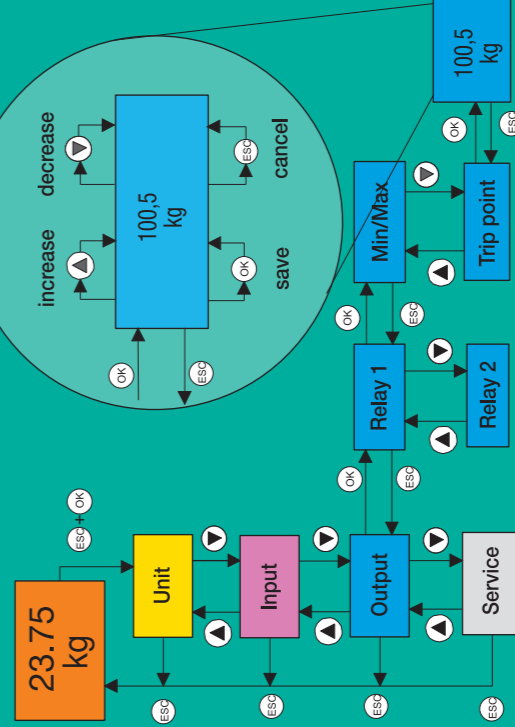 23.75
kg
ESC + OK
Unit
ESC
Input
ESC
Output
ESC
Service
ESC
OK
ESC
Relay 1
Relay 2
OK
ESC
Min/Max
Trip point
OK
ESC
100,5
kg
increase
decrease
OK
ESC
100,5
kg
OK
save
ESC
cancel